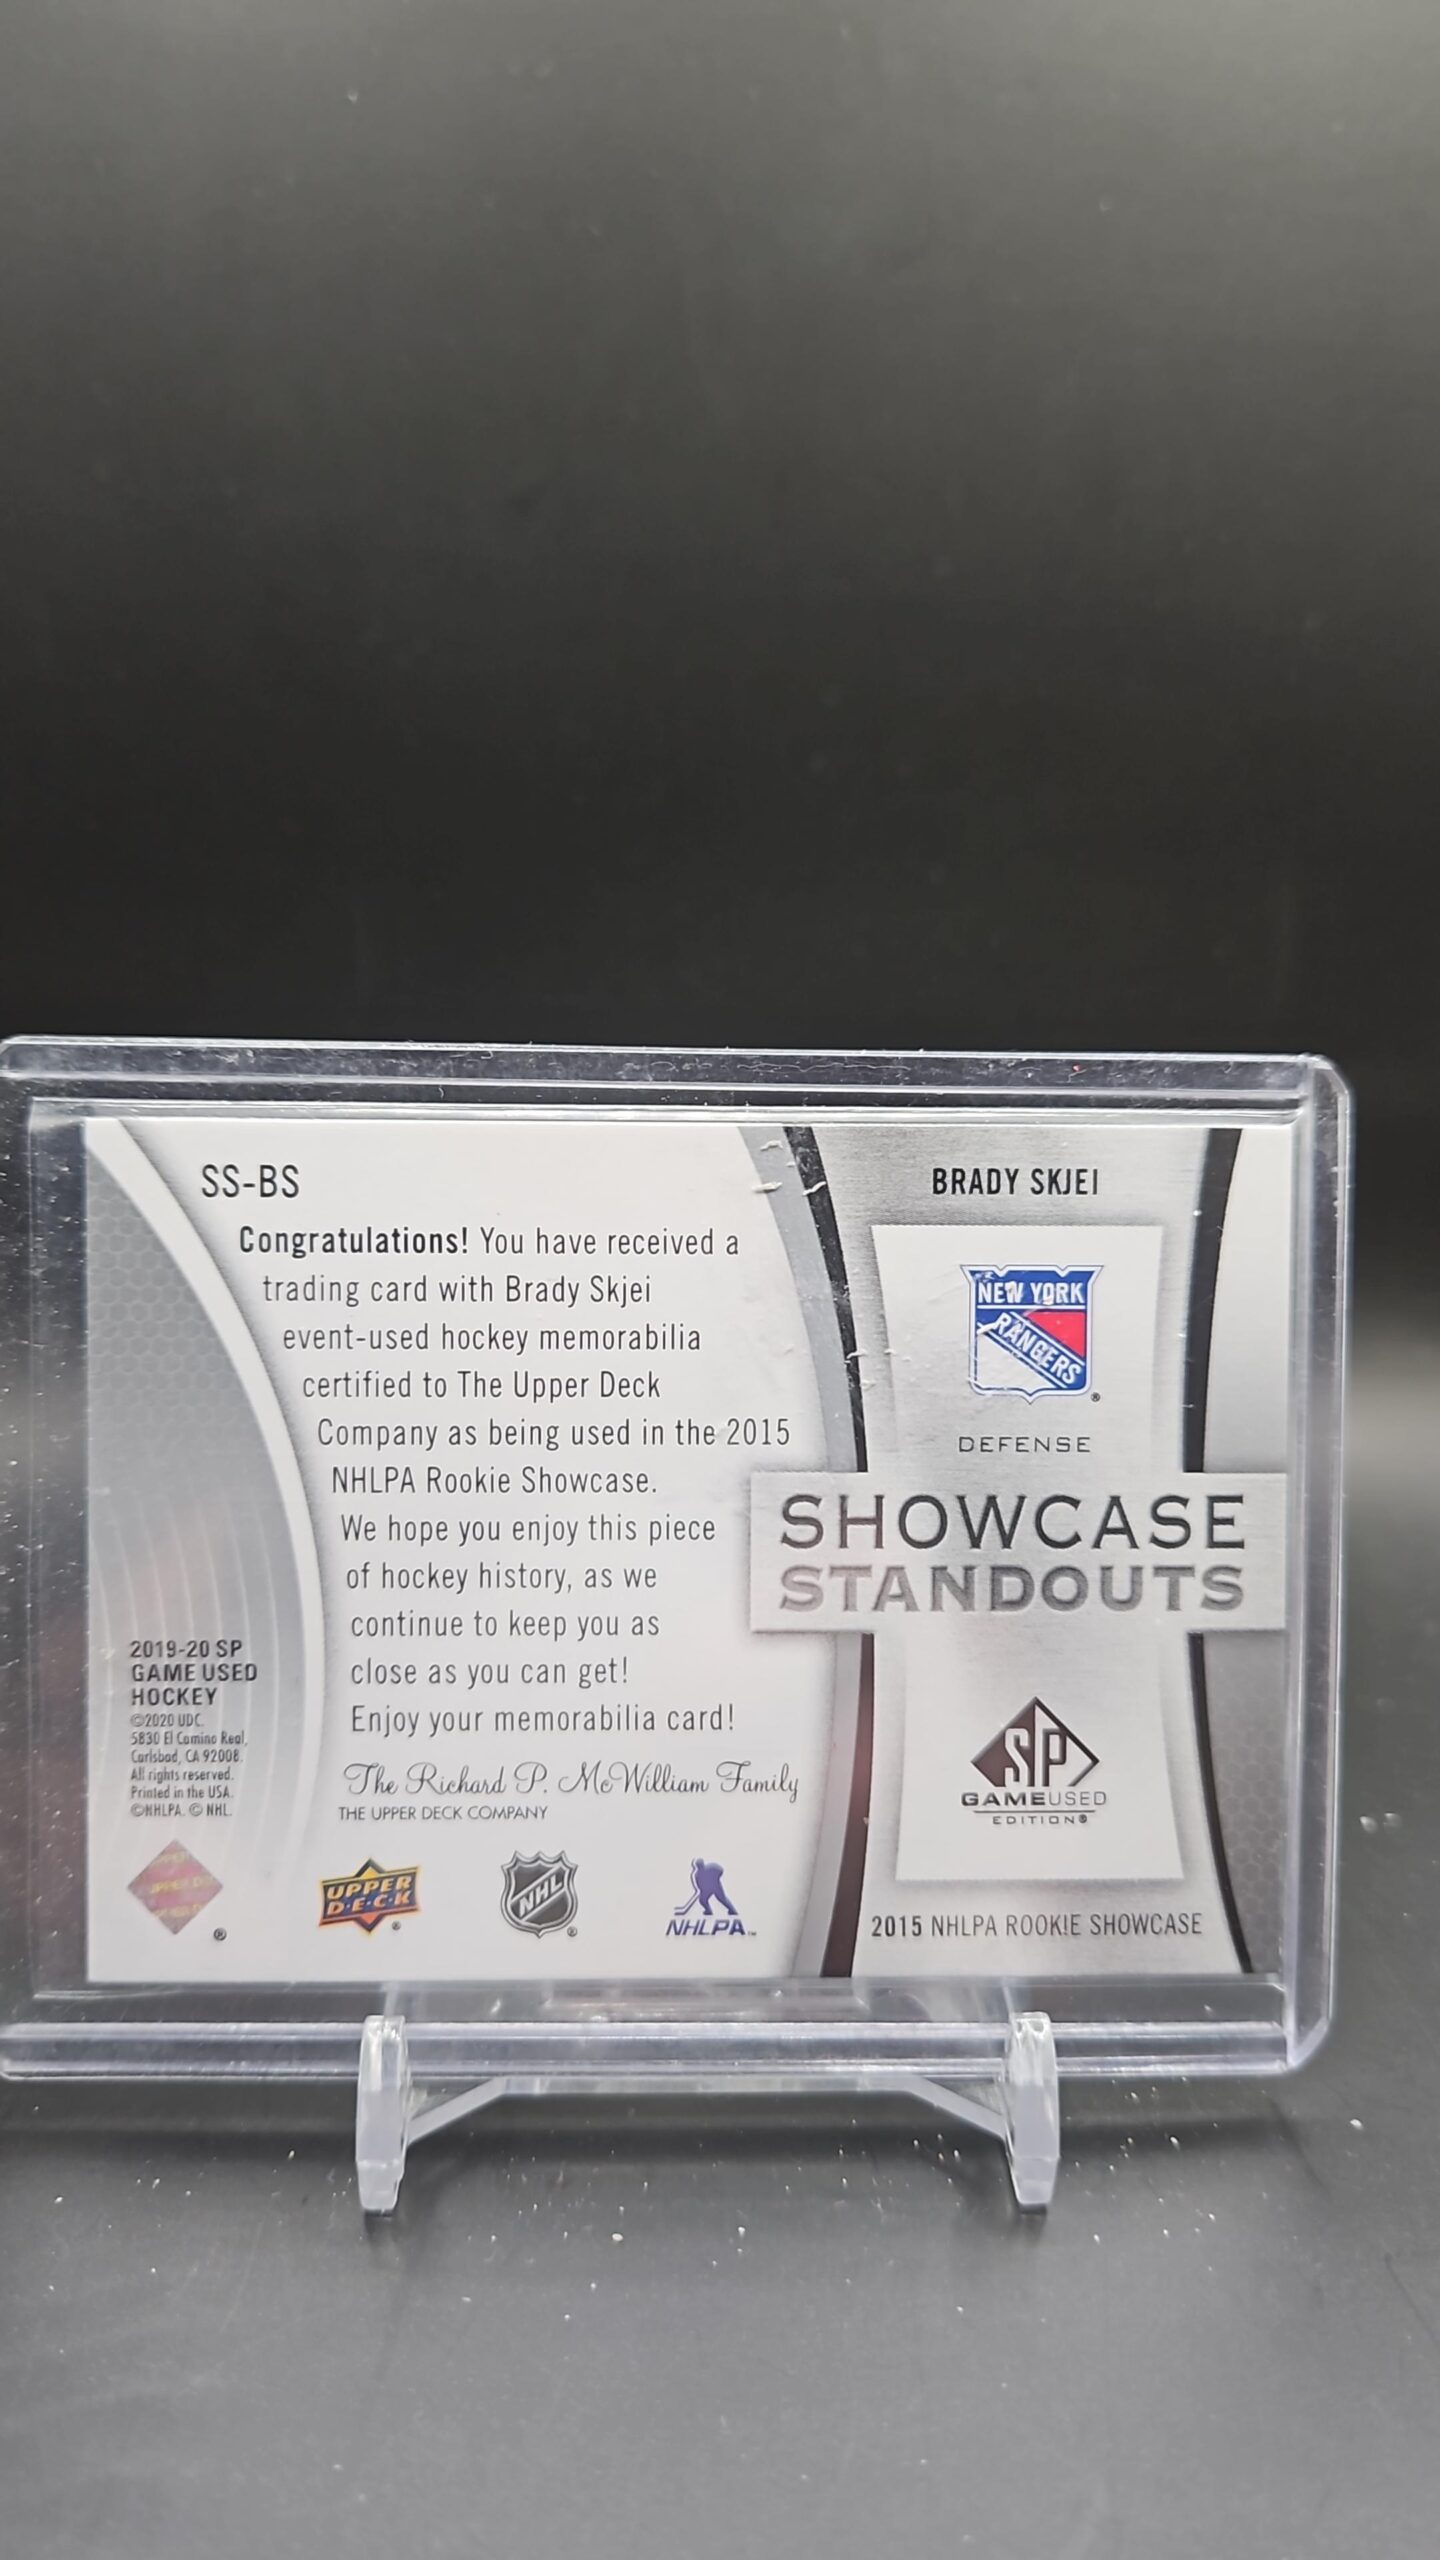 SS-BS
Congratulations! You have received a
trading card with Brady Skjei
event-used hockey memorabilia
certified to The Upper Deck
Company as being used in the 2015
NHLPA Rookie Showcase.
We hope you enjoy this piece
of hockey history, as we
continue to keep you as
close as you can get!
Enjoy your memorabilia card!
The Richard P. McWilliam Family
THE UPPER DECK COMPANY
2019-20 SP
GAME USED
HOCKEY
©2020 UDC.
5830 El Camino Real,
Carlsbad, CA 92008.
All rights reserved.
Printed in the USA.
©NHLPA. © NHL.
UPPER
DECK
®
NHL
®
NHLPA™
®
BRADY SKJEI
NEW YORK
RANGERS
®
DEFENSE
SHOWCASE
STANDOUTS
SP
GAMEUSED
EDITION®
2015 NHLPA ROOKIE SHOWCASE